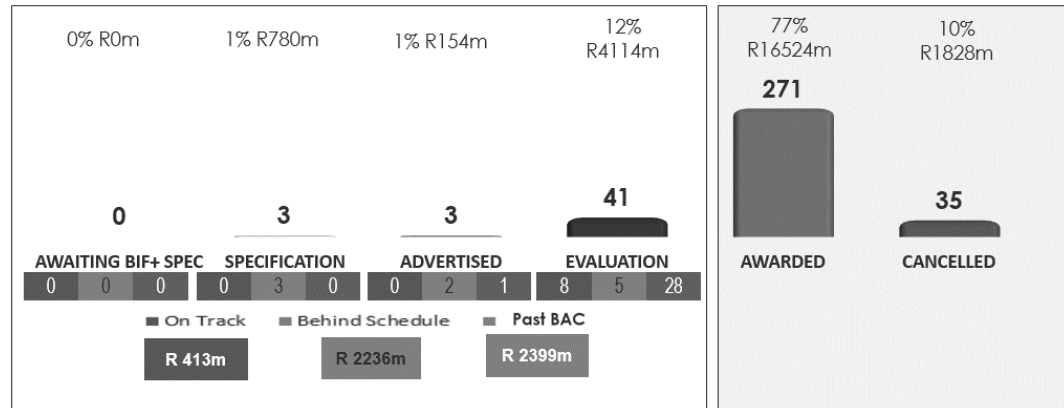 0% R0m
1% R780m
1% R154m
12%
R4114m
0
3
3
41
AWAITING BIF+ SPEC
SPECIFICATION
ADVERTISED
EVALUATION
0 0 0
0 3 0
0 2 1
8 5 28
On Track
Behind Schedule
Past BAC
R 413m
R 2236m
R 2399m
77%
R16524m
10%
R1828m
271
35
AWARDED
CANCELLED